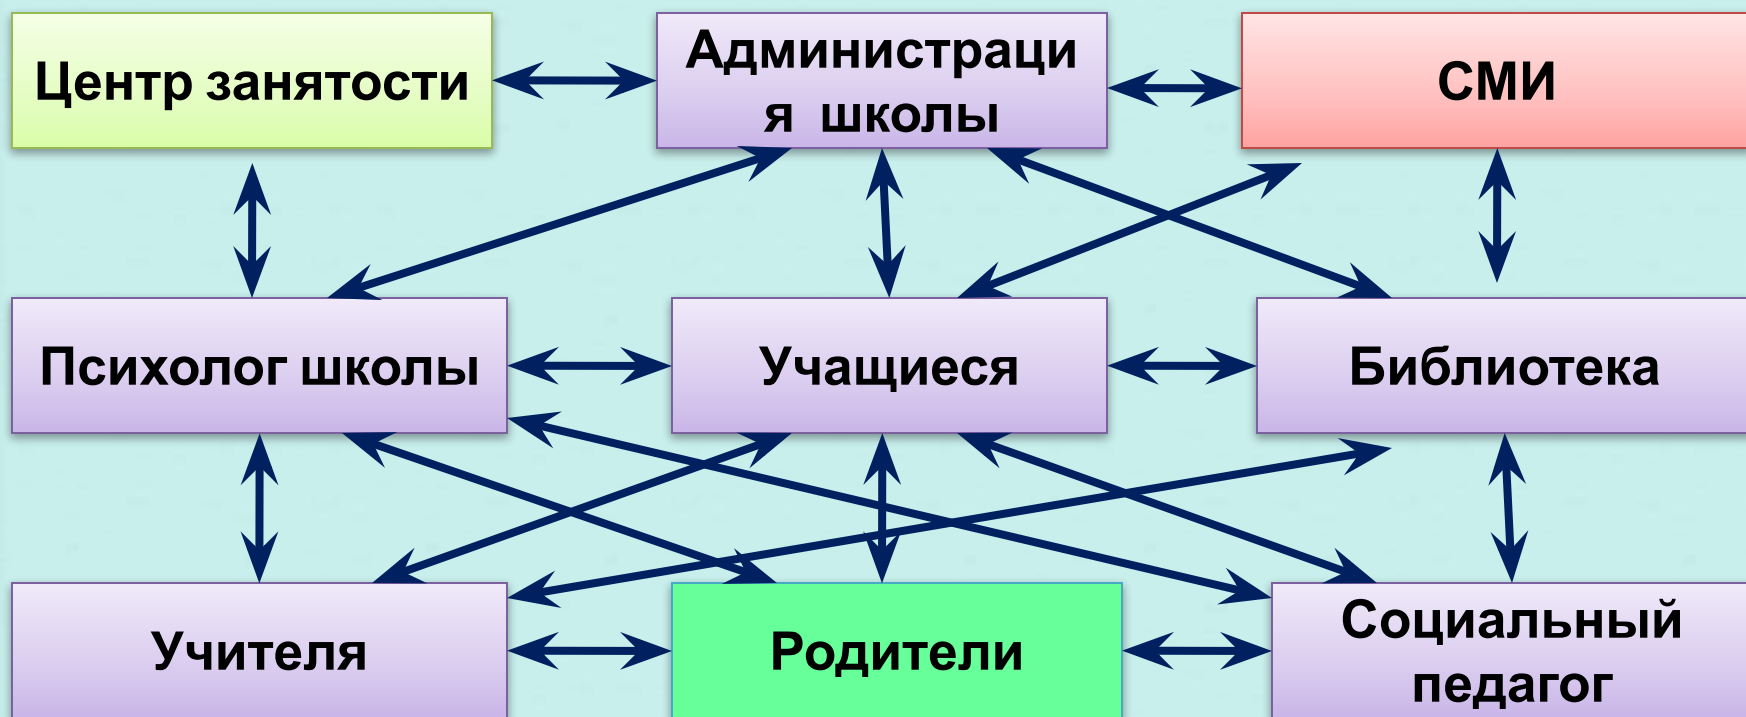 Центр занятости
Администраци
я школы
СМИ
Психолог школы
Учащиеся
Библиотека
Учителя
Родители
Социальный
педагог